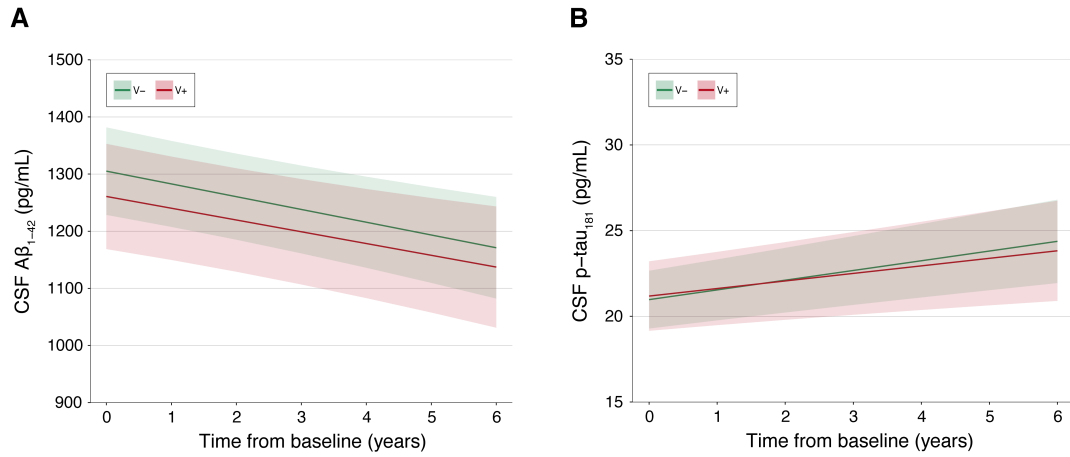 A
CSF Aβ1−42 (pg/mL)
1500
1400
1300
1200
1100
1000
900
V− V+
0 1 2 3 4 5 6
Time from baseline (years)
B
CSF p−tau181 (pg/mL)
35
30
25
20
15
V− V+
0 1 2 3 4 5 6
Time from baseline (years)